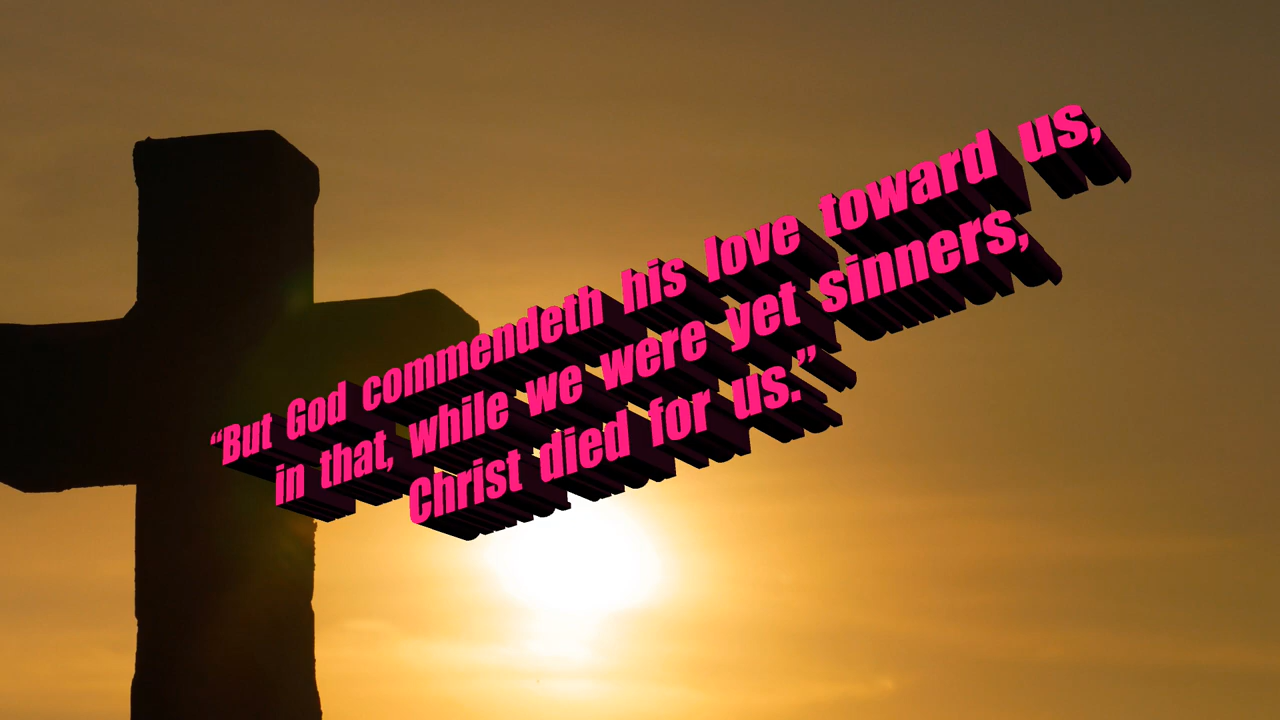 “But God commendeth his love toward us,
in that, while we were yet sinners,
Christ died for us.”